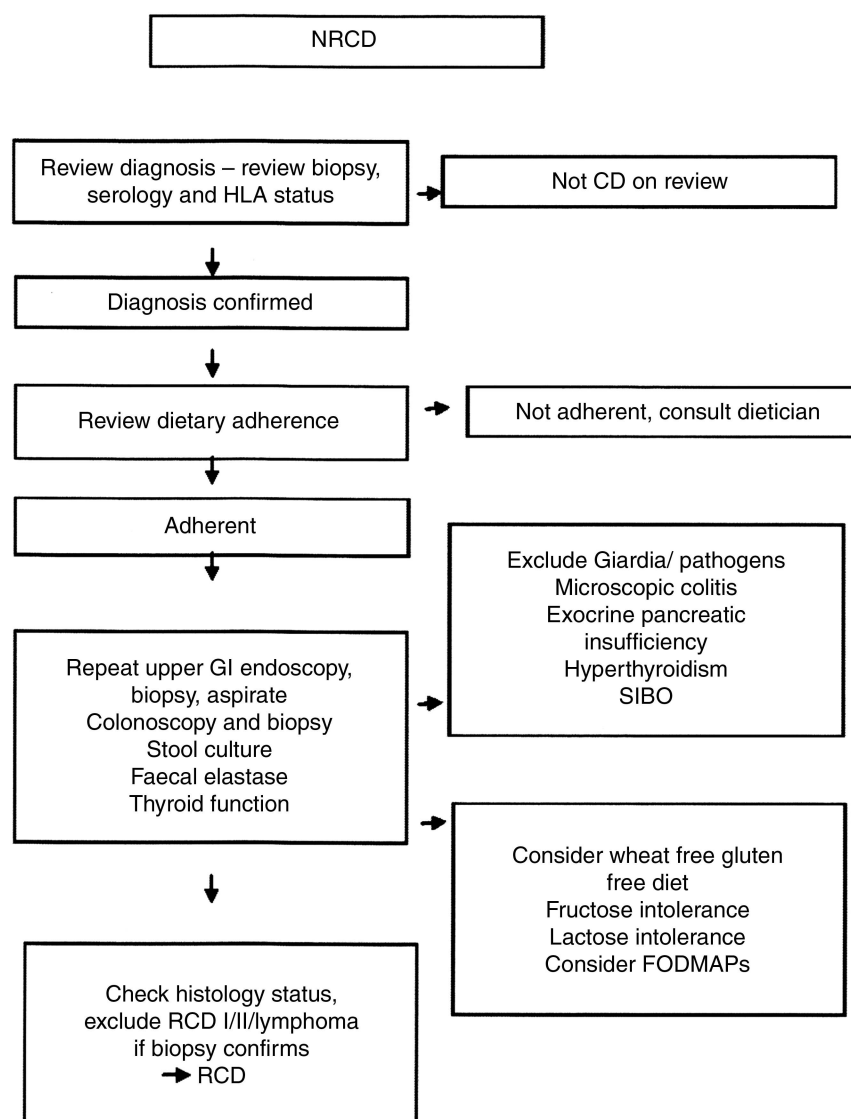 NRCD
Review diagnosis – review biopsy,
serology and HLA status
Not CD on review
Diagnosis confirmed
Review dietary adherence
Not adherent, consult dietician
Adherent
Exclude Giardia/ pathogens
Microscopic colitis
Exocrine pancreatic
insufficiency
Hyperthyroidism
SIBO
Repeat upper GI endoscopy,
biopsy, aspirate
Colonoscopy and biopsy
Stool culture
Faecal elastase
Thyroid function
Consider wheat free gluten
free diet
Fructose intolerance
Lactose intolerance
Consider FODMAPs
Check histology status,
exclude RCD I/II/lymphoma
if biopsy confirms
➔ RCD